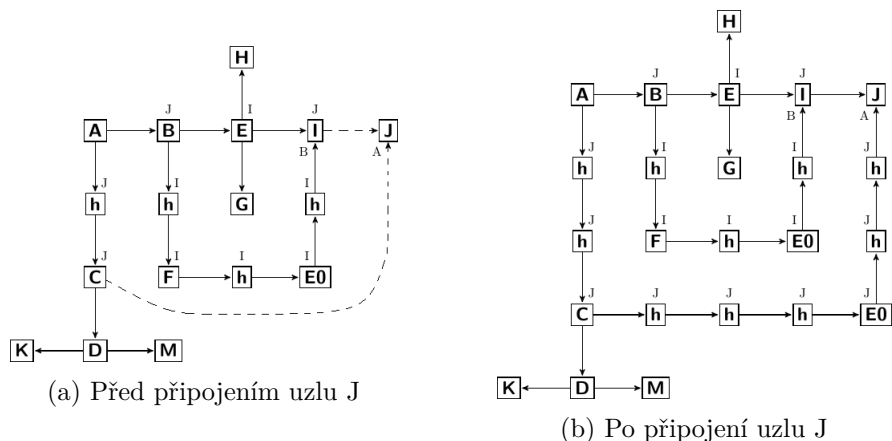 H
J I J
A B E I J
B A
J I I
h h G h
J I I I
C F h E0
K D M
(a) Před připojením uzlu J
H
J I J
A B E I J
B A
J I I J
h h G h h
J I I I J
h F h E0 h
J J J J J
C h h h E0
K D M
(b) Po připojení uzlu J